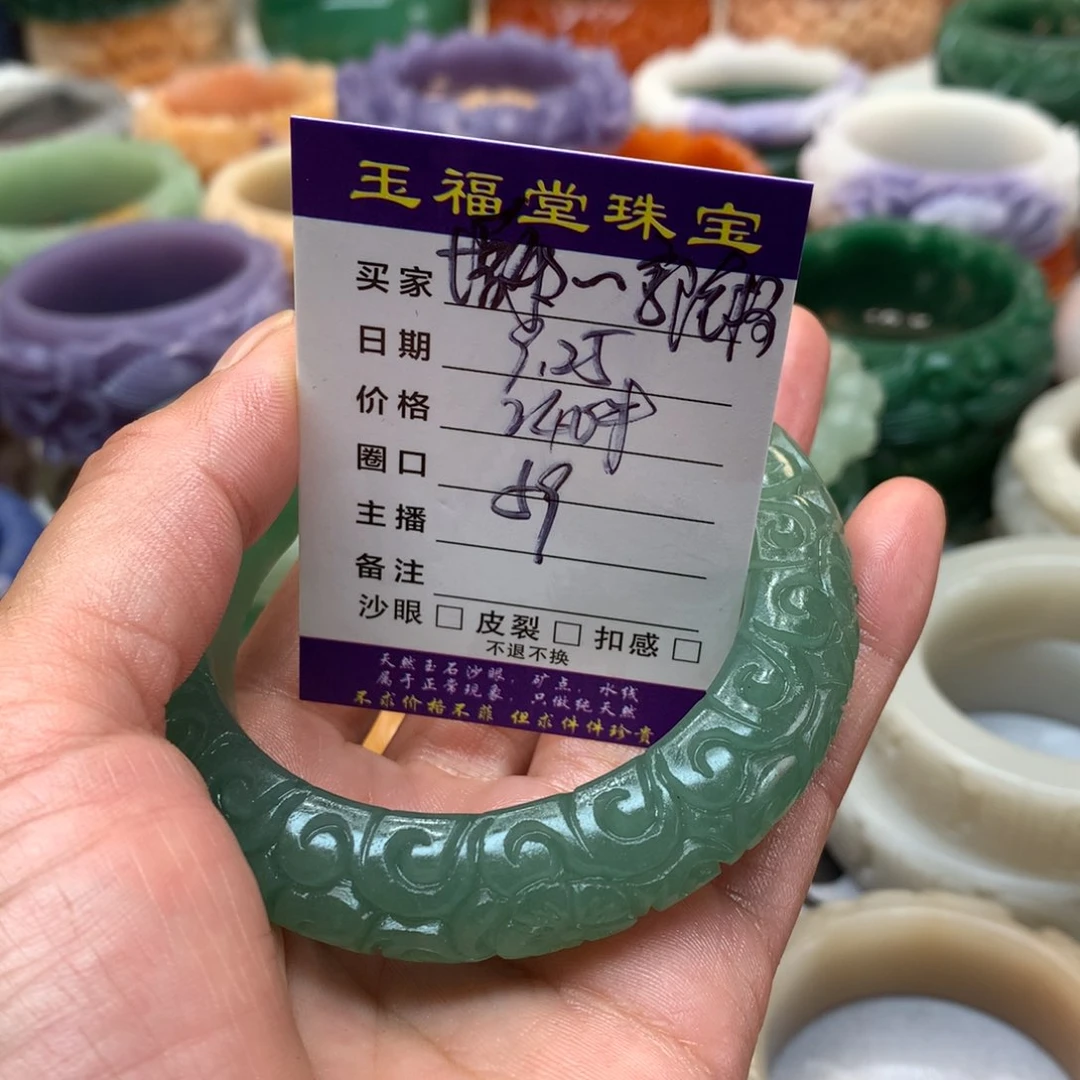 玉福堂珠宝
买家
日期 9.25
价格
圈口 59
主播
备注
沙眼 □ 皮裂 □ 扣感 □
不退不换
天然玉石沙眼，矿点，水线
属于正常现象，只做纯天然
不求价格不菲 但求件件珍贵